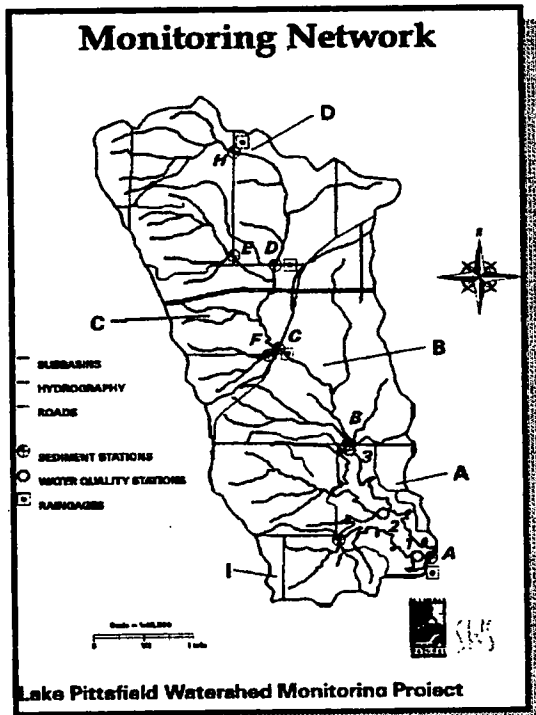 Monitoring Network
D
H
E D
C
F C
B
B
3
A
2
1
A
I
SUBBASINS
HYDROGRAPHY
ROADS
SEDIMENT STATIONS
WATER QUALITY STATIONS
RAINGAGES
Lake Pittsfield Watershed Monitoring Project